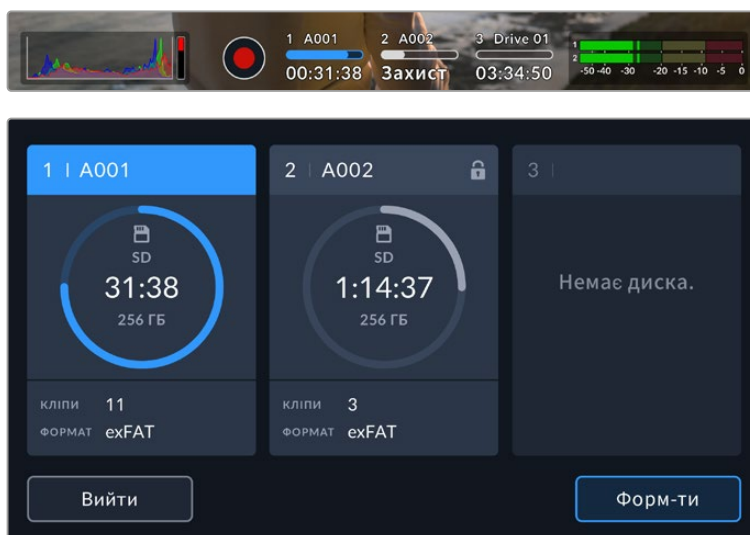 1 A001 2 A002 3 Drive 01
00:31:38 Захист 03:34:50
1
2
-50 -40 -30 -20 -15 -10 -5 0
1 | A001
SD
31:38
256 ГБ
КЛІПИ 11
ФОРМАТ exFAT
2 | A002
SD
1:14:37
256 ГБ
КЛІПИ 3
ФОРМАТ exFAT
3 |
Немає диска.
Вийти
Форм-ти